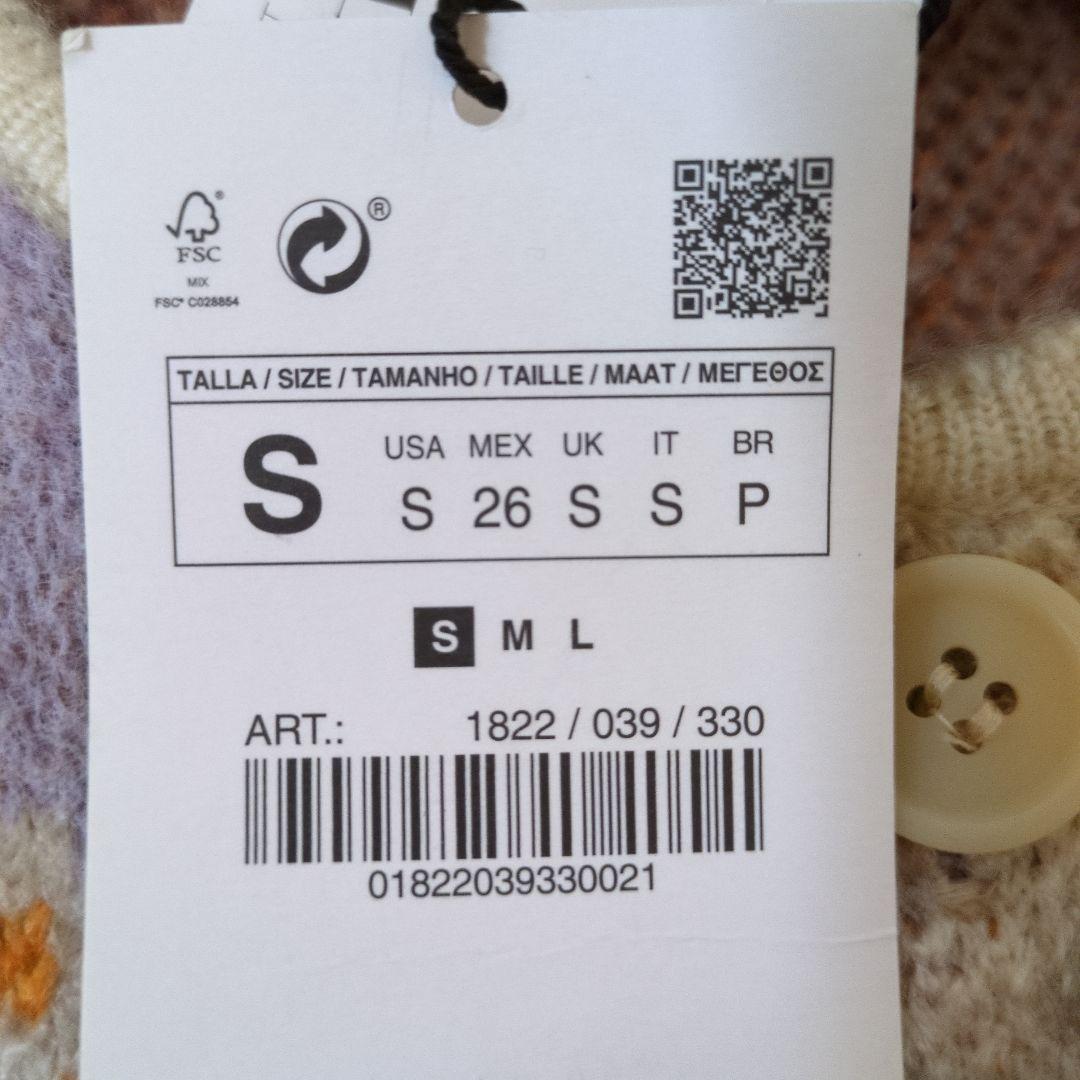 FSC
MIX
FSC® C028854
®
TALLA / SIZE / TAMANHO / TAILLE / MAAT / ΜΕΓΕΘΟΣ
S
USA MEX UK IT BR
S 26 S S P
S M L
ART.: 1822 / 039 / 330
01822039330021